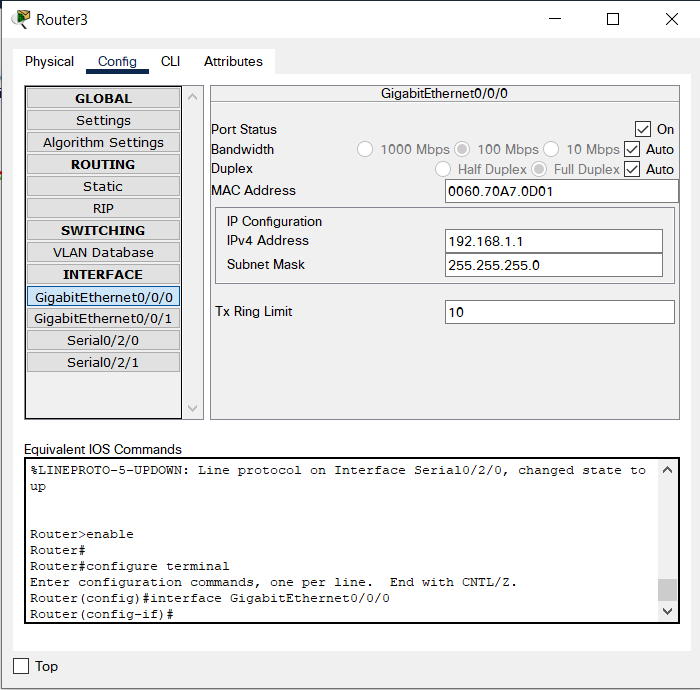 Router3
Physical Config CLI Attributes
GLOBAL
Settings
Algorithm Settings
ROUTING
Static
RIP
SWITCHING
VLAN Database
INTERFACE
GigabitEthernet0/0/0
GigabitEthernet0/0/1
Serial0/2/0
Serial0/2/1
GigabitEthernet0/0/0
Port Status On
Bandwidth 1000 Mbps 100 Mbps 10 Mbps Auto
Duplex Half Duplex Full Duplex Auto
MAC Address 0060.70A7.0D01
IP Configuration
IPv4 Address 192.168.1.1
Subnet Mask 255.255.255.0
Tx Ring Limit 10
Equivalent IOS Commands
%LINEPROTO-5-UPDOWN: Line protocol on Interface Serial0/2/0, changed state to
up
Router>enable
Router#
Router#configure terminal
Enter configuration commands, one per line.  End with CNTL/Z.
Router(config)#interface GigabitEthernet0/0/0
Router(config-if)#
Top